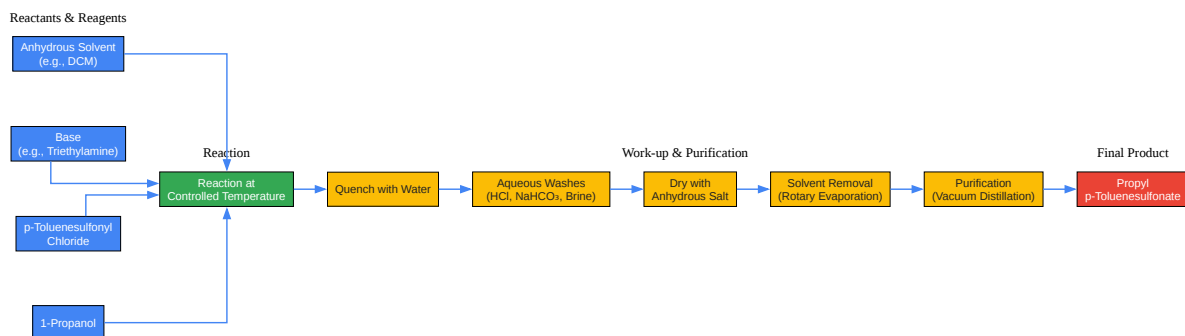 Reactants & Reagents
Anhydrous Solvent
(e.g., DCM)
Base
(e.g., Triethylamine)
p-Toluenesulfonyl
Chloride
1-Propanol
Reaction
Reaction at
Controlled Temperature
Work-up & Purification
Quench with Water
Aqueous Washes
(HCl, NaHCO₃, Brine)
Dry with
Anhydrous Salt
Solvent Removal
(Rotary Evaporation)
Purification
(Vacuum Distillation)
Final Product
Propyl
p-Toluenesulfonate